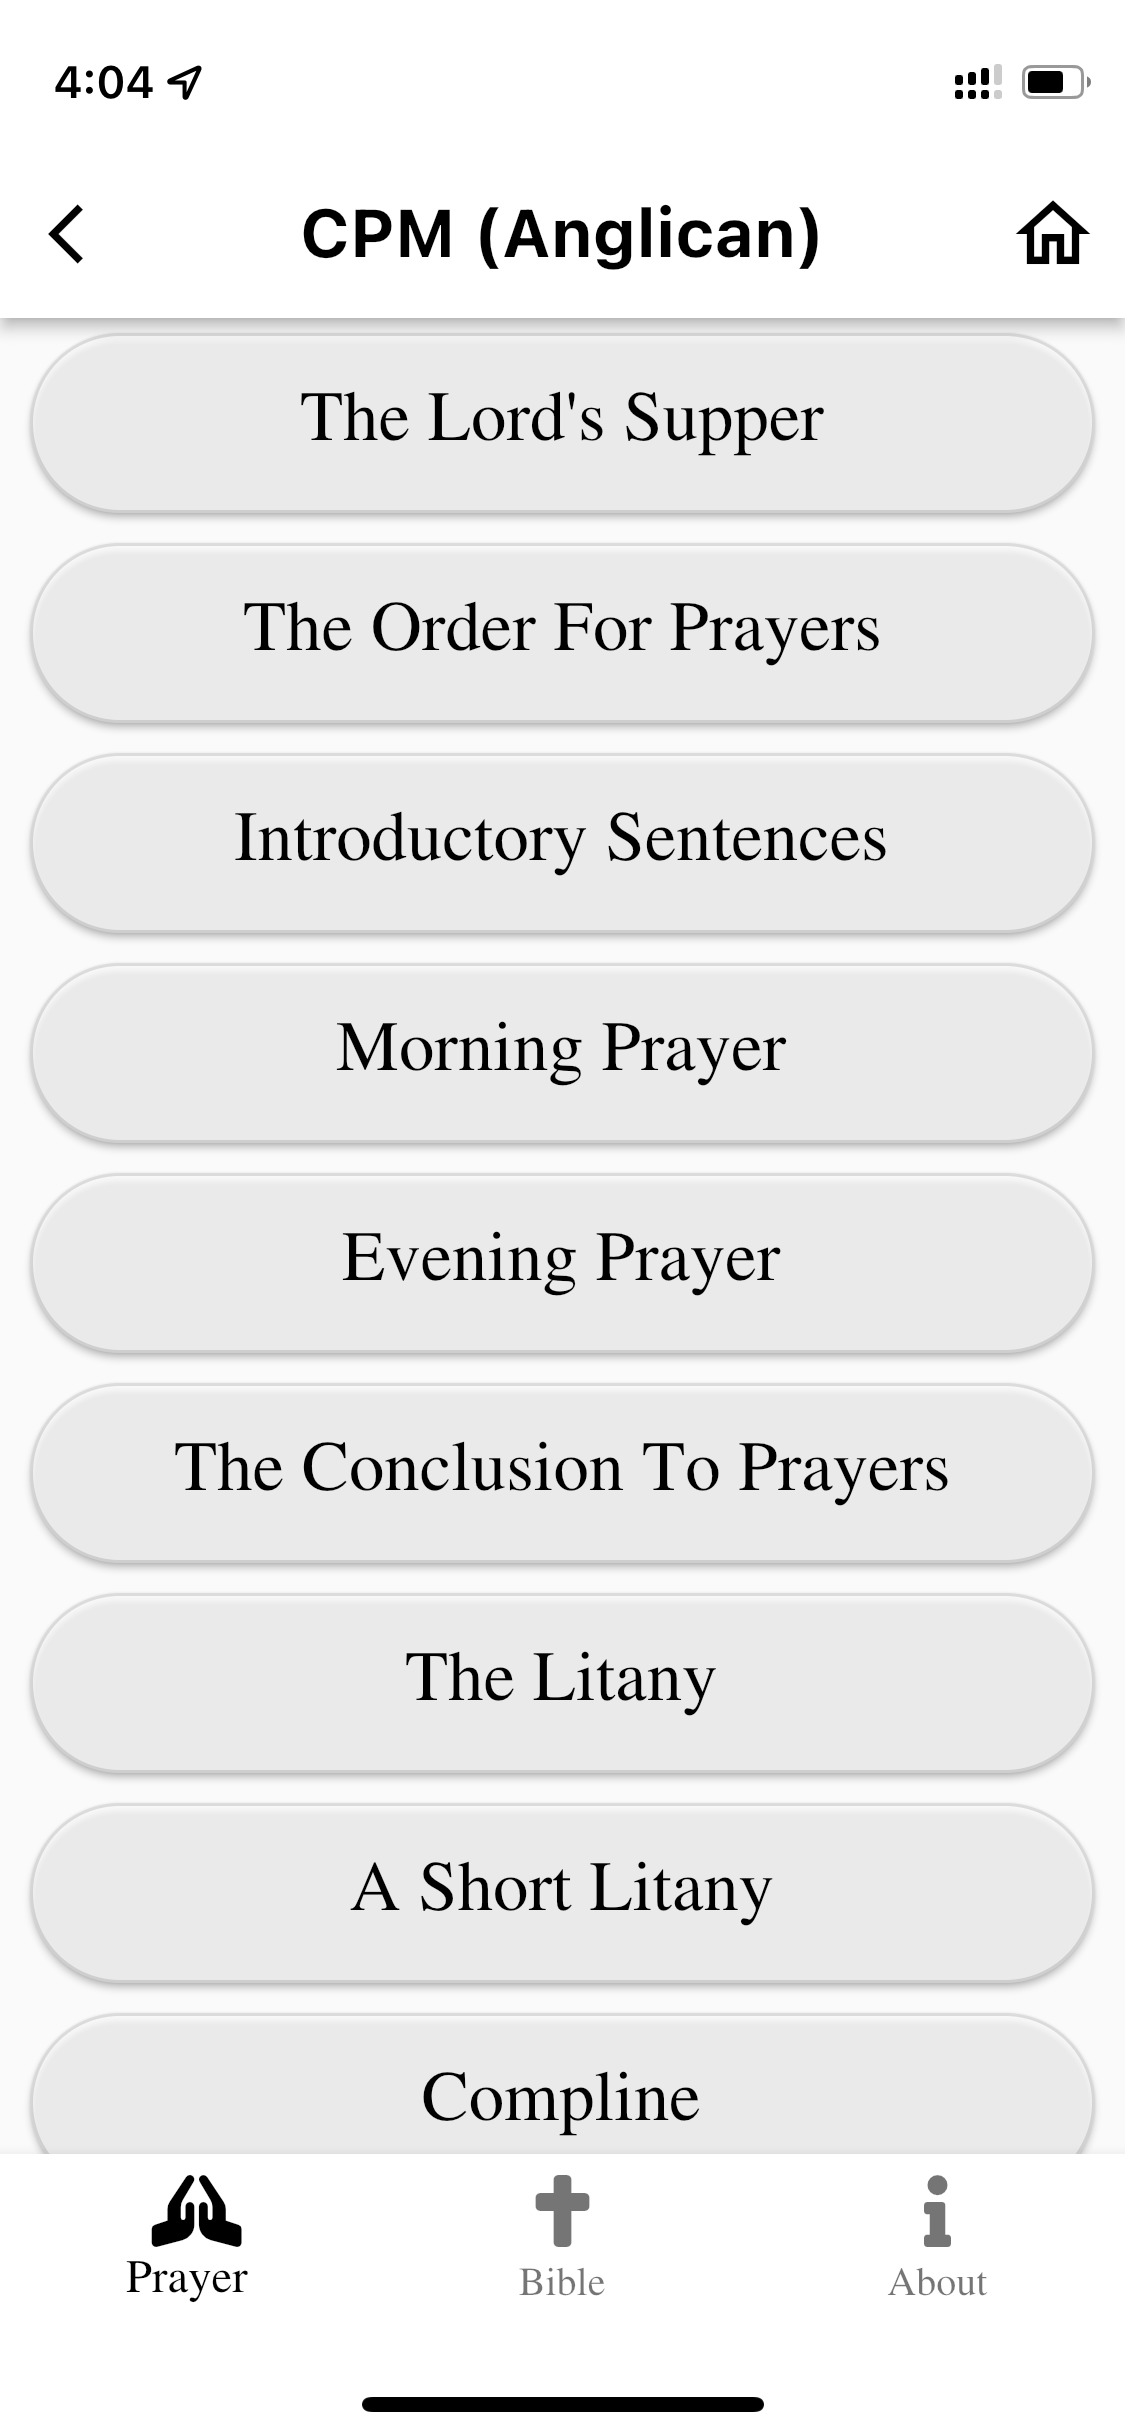 4:04
CPM (Anglican)
The Lord's Supper
The Order For Prayers
Introductory Sentences
Morning Prayer
Evening Prayer
The Conclusion To Prayers
The Litany
A Short Litany
Compline
Prayer
Bible
About